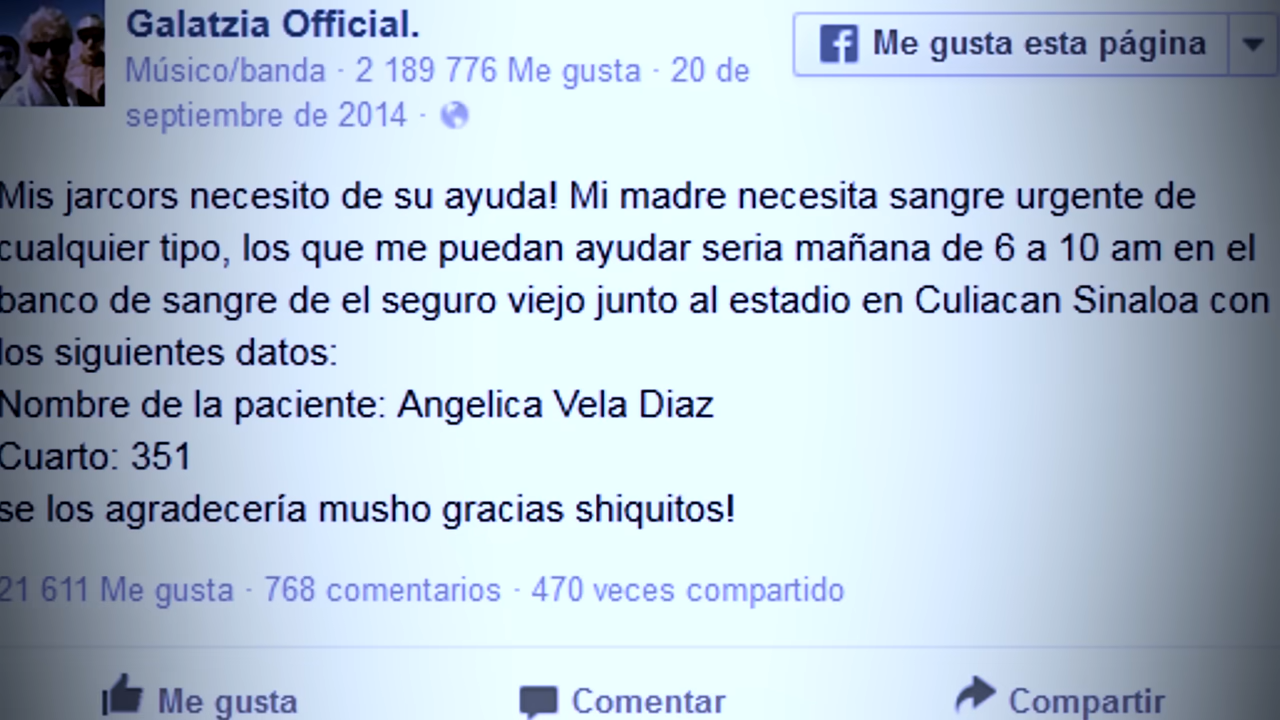 Galatzia Official.
Me gusta esta página
Músico/banda · 2 189 776 Me gusta · 20 de
septiembre de 2014 ·
Mis jarcors necesito de su ayuda! Mi madre necesita sangre urgente de
cualquier tipo, los que me puedan ayudar seria mañana de 6 a 10 am en el
banco de sangre de el seguro viejo junto al estadio en Culiacan Sinaloa con
los siguientes datos:
Nombre de la paciente: Angelica Vela Diaz
Cuarto: 351
se los agradecería musho gracias shiquitos!
21 611 Me gusta · 768 comentarios · 470 veces compartido
Me gusta
Comentar
Compartir